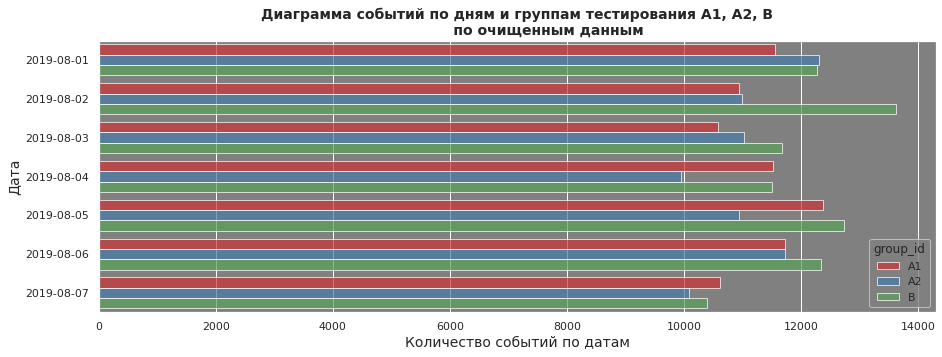 Диаграмма событий по дням и группам тестирования A1, A2, B
по очищенным данным
Дата
2019-08-01
2019-08-02
2019-08-03
2019-08-04
2019-08-05
2019-08-06
2019-08-07
group_id
A1
A2
B
0 2000 4000 6000 8000 10000 12000 14000
Количество событий по датам